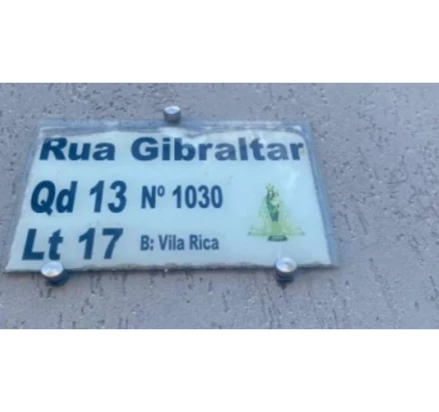 Rua Gibraltar
Qd 13 Nº 1030
Lt 17 B: Vila Rica